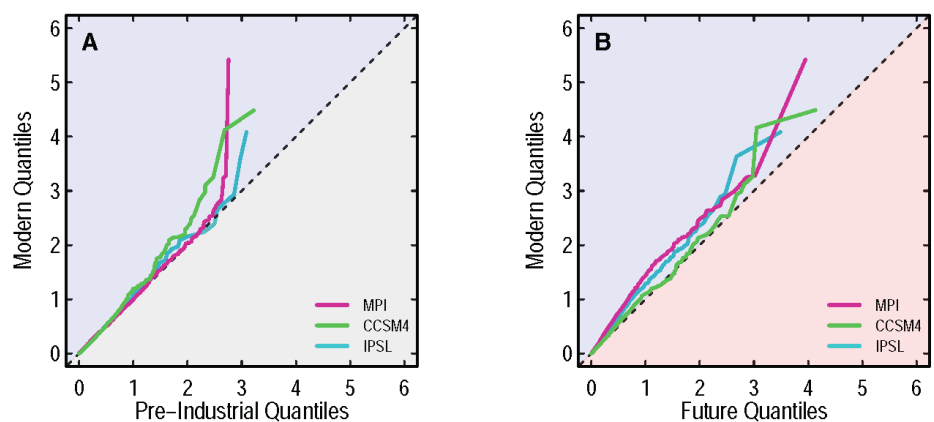 A
Modern Quantiles
6
5
4
3
2
1
0
0 1 2 3 4 5 6
Pre-Industrial Quantiles
MPI
CCSM4
IPSL
B
Modern Quantiles
6
5
4
3
2
1
0
0 1 2 3 4 5 6
Future Quantiles
MPI
CCSM4
IPSL